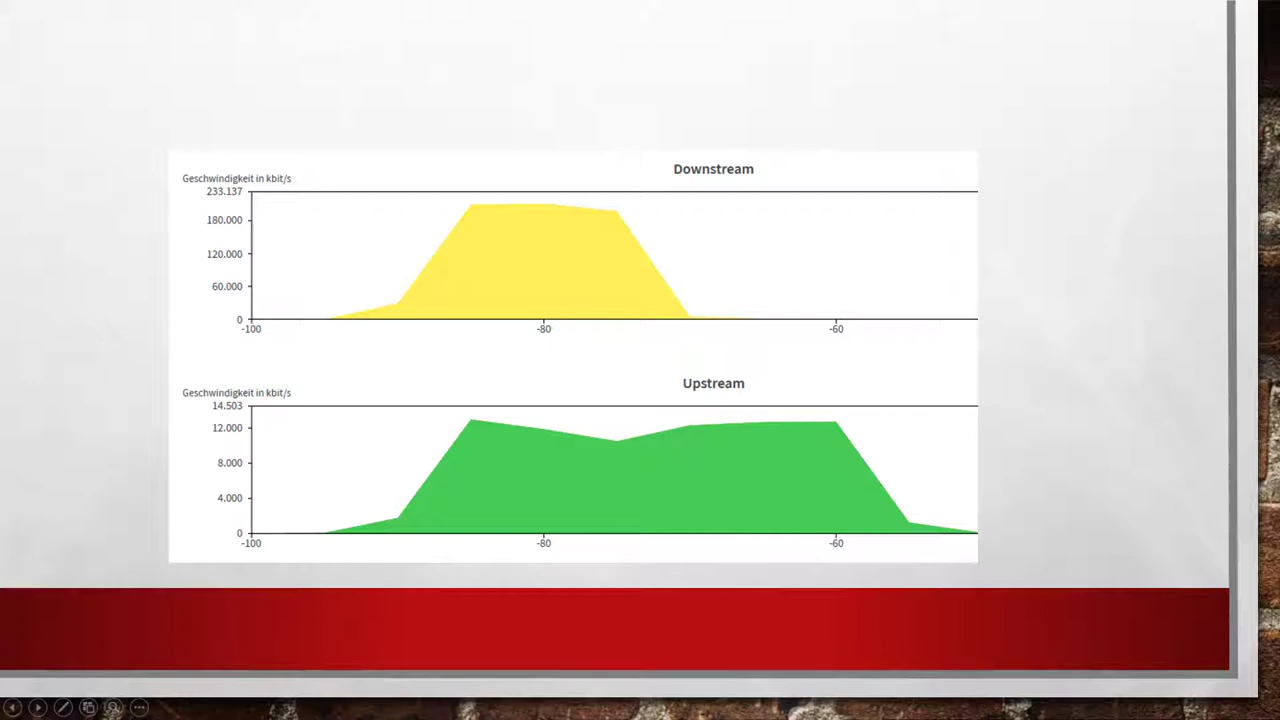 Downstream
Geschwindigkeit in kbit/s
233.137
180.000
120.000
60.000
0
-100 -80 -60
Upstream
Geschwindigkeit in kbit/s
14.503
12.000
8.000
4.000
0
-100 -80 -60